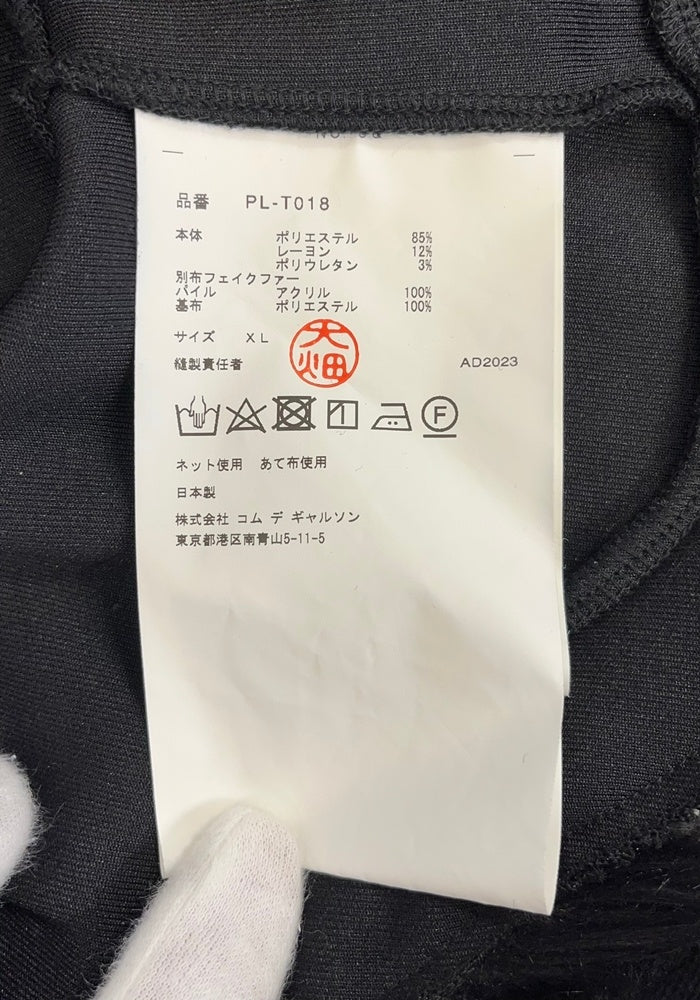 品番 PL-T018
本体 ポリエステル 85%
レーヨン 12%
ポリウレタン 3%
別布フェイクファー
パイル アクリル 100%
基布 ポリエステル 100%
サイズ XL
大畑
縫製責任者 AD2023
F
ネット使用 あて布使用
日本製
株式会社 コム デ ギャルソン
東京都港区南青山5-11-5